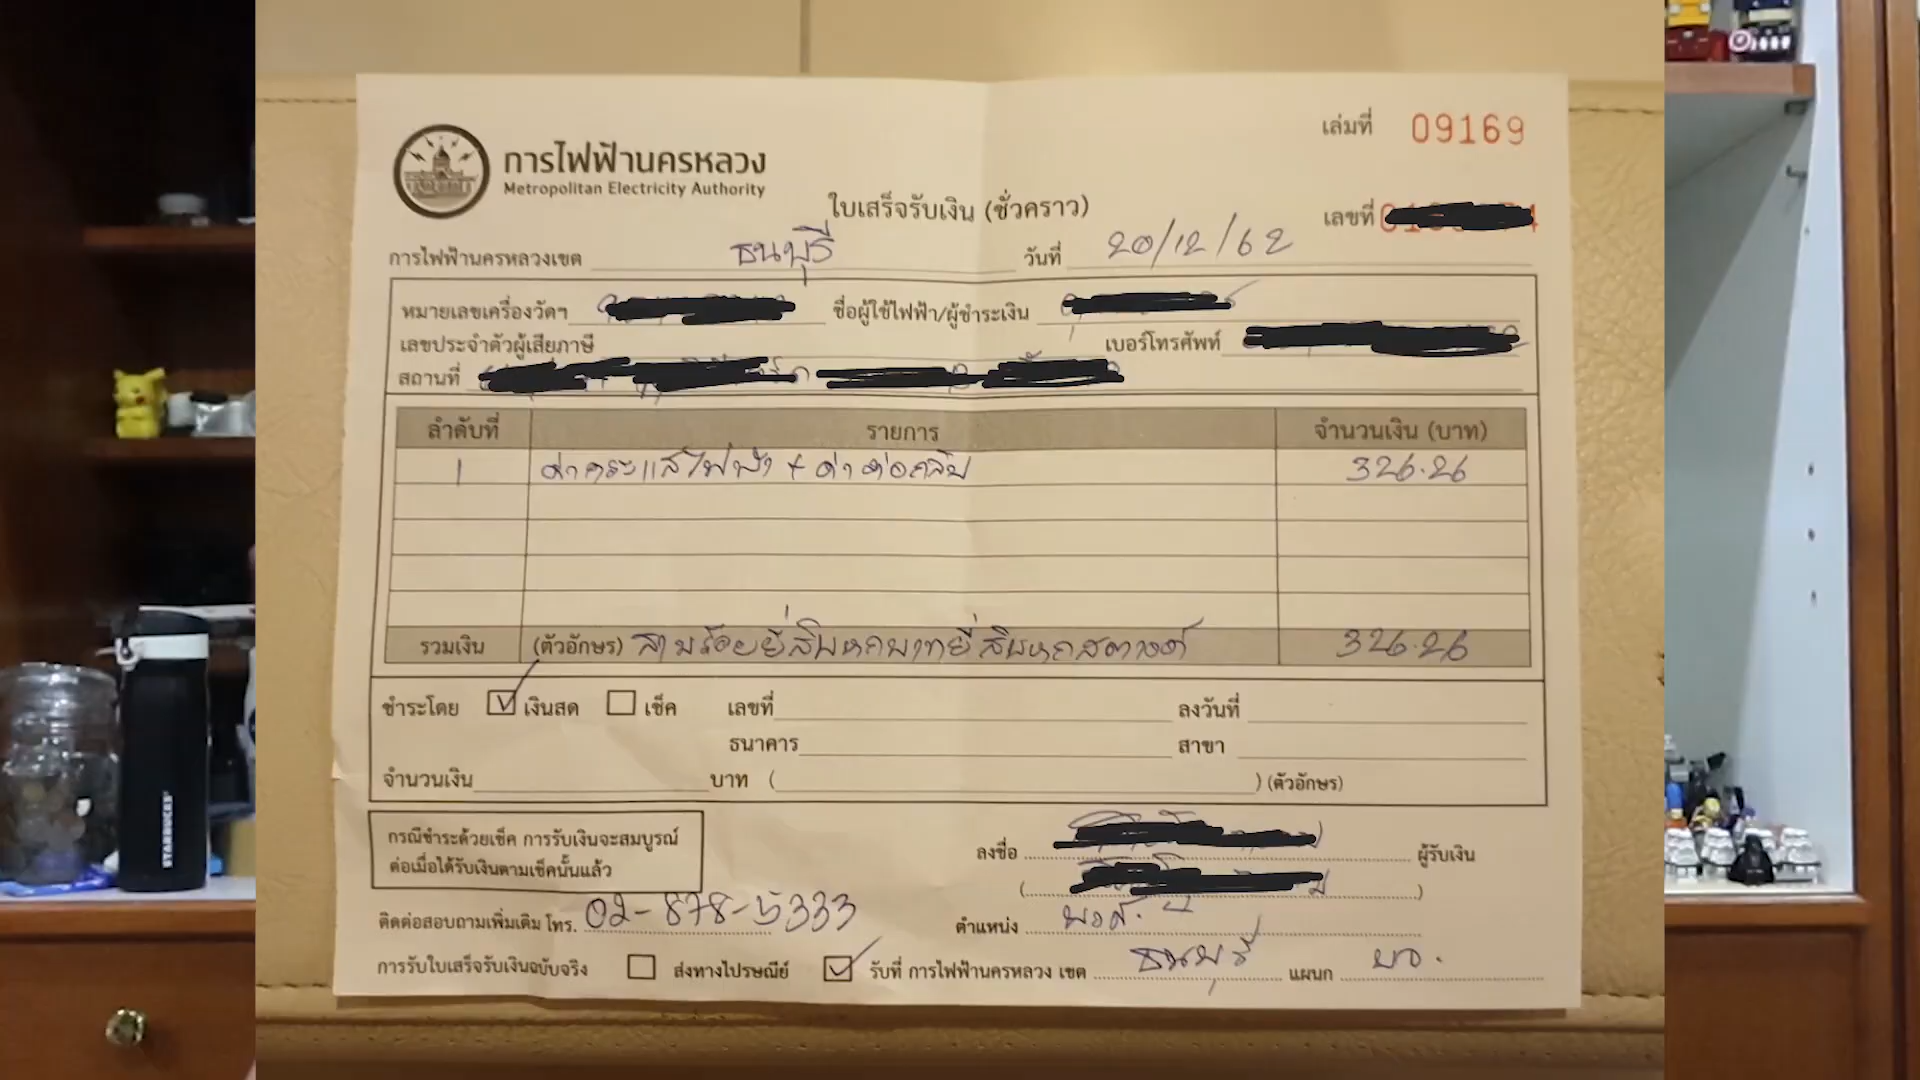 เล่มที่ 09169
การไฟฟ้านครหลวง
Metropolitan Electricity Authority
ใบเสร็จรับเงิน (ชั่วคราว)
เลขที่
การไฟฟ้านครหลวงเขต ธนบุรี วันที่ 20/12/62
หมายเลขเครื่องวัดฯ ชื่อผู้ใช้ไฟฟ้า/ผู้ชำระเงิน
เลขประจำตัวผู้เสียภาษี เบอร์โทรศัพท์
สถานที่
ลำดับที่ รายการ จำนวนเงิน (บาท)
1 ค่ากระแสไฟฟ้า + ค่าต่อกลับ 326.26
รวมเงิน (ตัวอักษร) สามร้อยยี่สิบหกบาทยี่สิบหกสตางค์ 326.26
ชำระโดย เงินสด เช็ค เลขที่ ลงวันที่
ธนาคาร สาขา
จำนวนเงิน บาท ( ) (ตัวอักษร)
กรณีชำระด้วยเช็ค การรับเงินจะสมบูรณ์
ต่อเมื่อได้รับเงินตามเช็คนั้นแล้ว
ลงชื่อ ผู้รับเงิน
ติดต่อสอบถามเพิ่มเติม โทร. 02-878-5333
ตำแหน่ง
การรับใบเสร็จรับเงินฉบับจริง ส่งทางไปรษณีย์ รับที่ การไฟฟ้านครหลวง เขต ธนบุรี แผนก
STARBUCKS